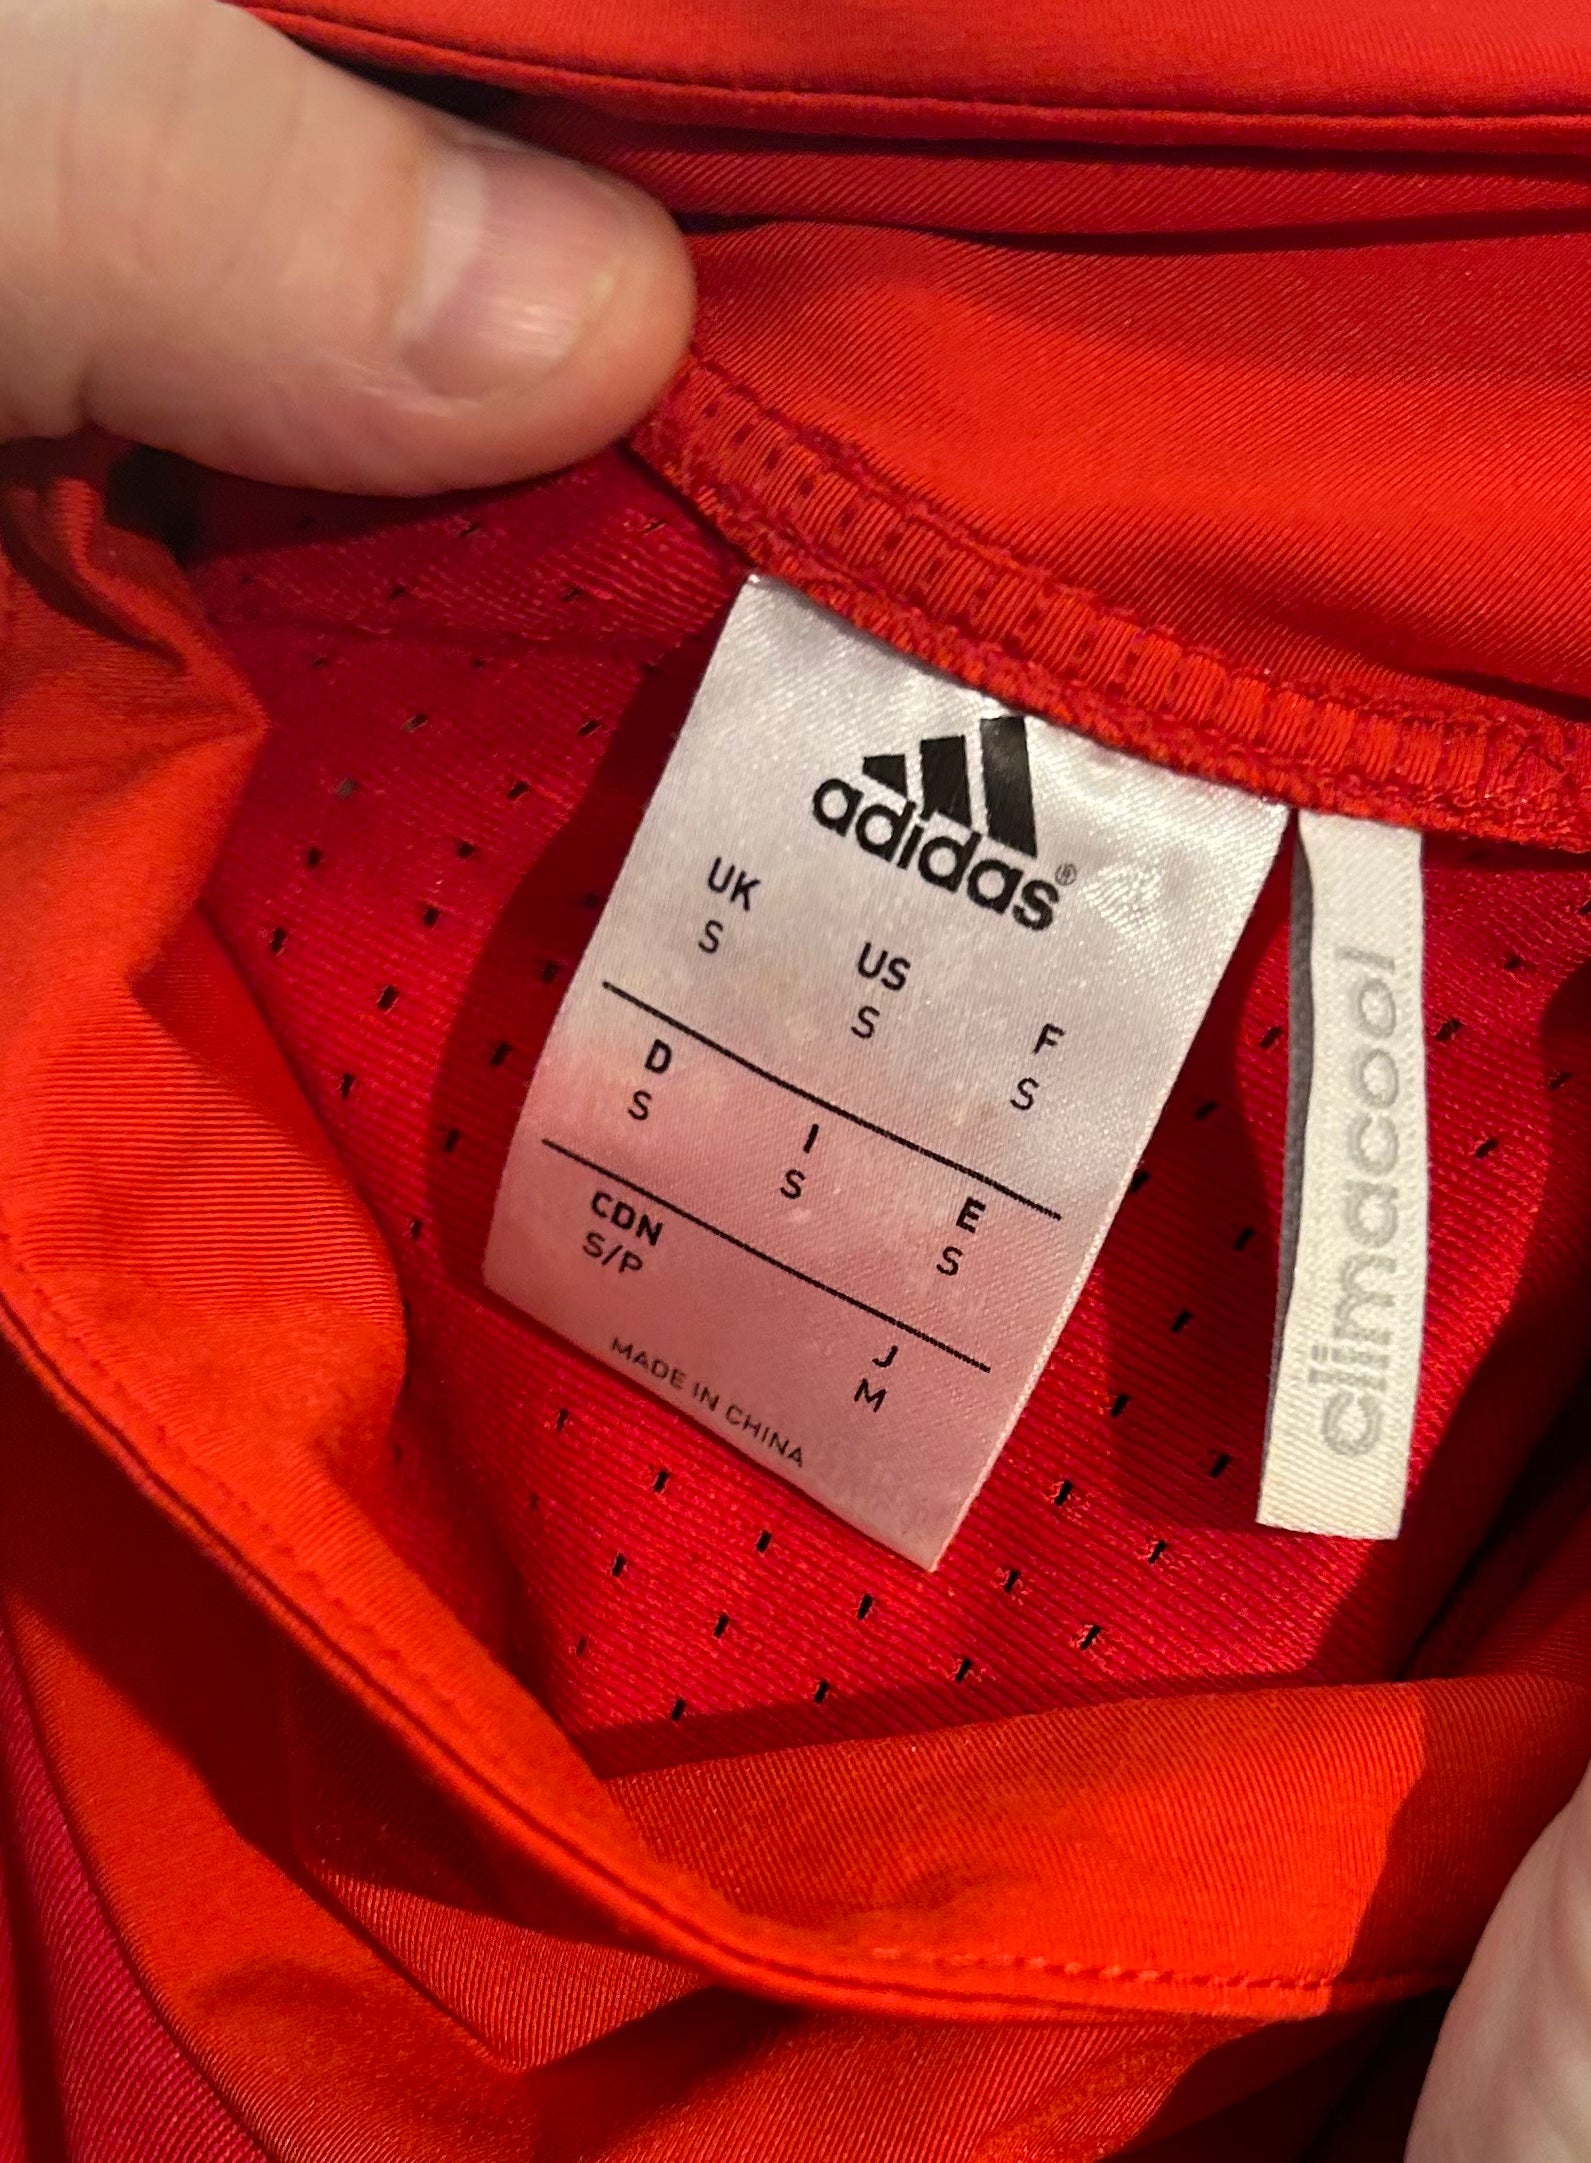 adidas®
UK US F
S S S
D I E
S S S
CDN J
S/P M
MADE IN CHINA
climacool